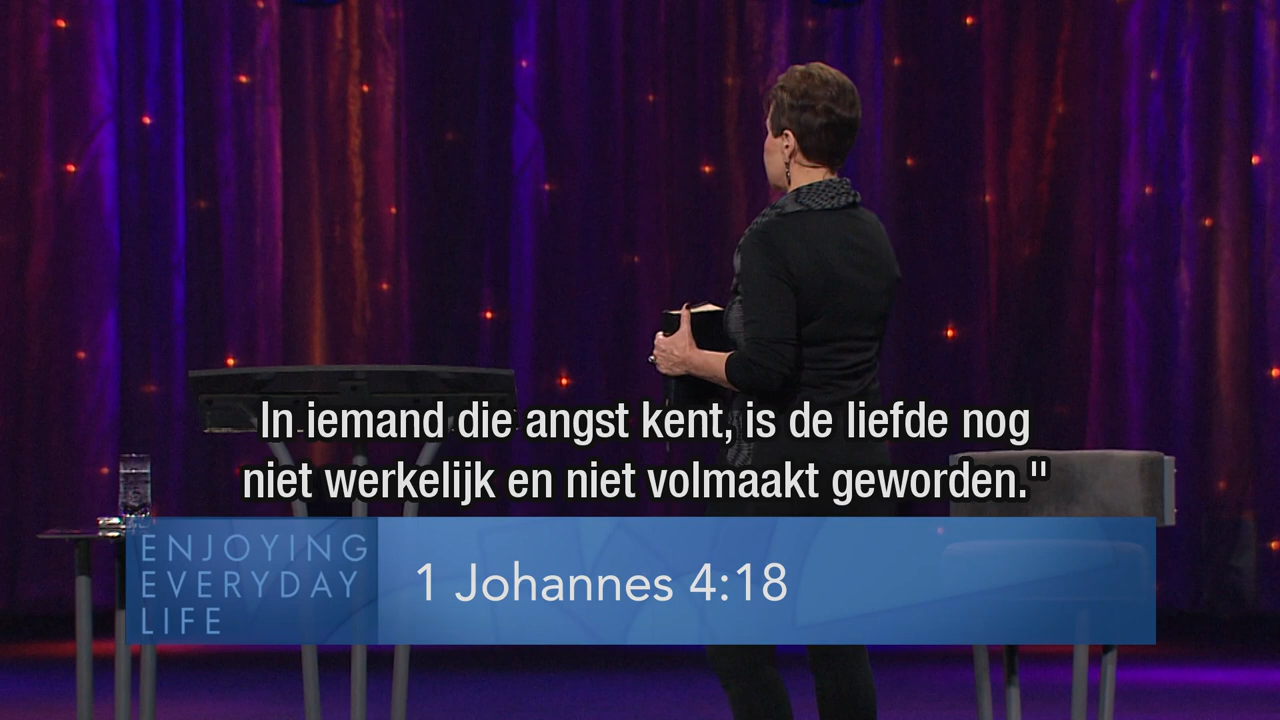 In iemand die angst kent, is de liefde nog
niet werkelijk en niet volmaakt geworden."
ENJOYING
EVERYDAY
LIFE
1 Johannes 4:18